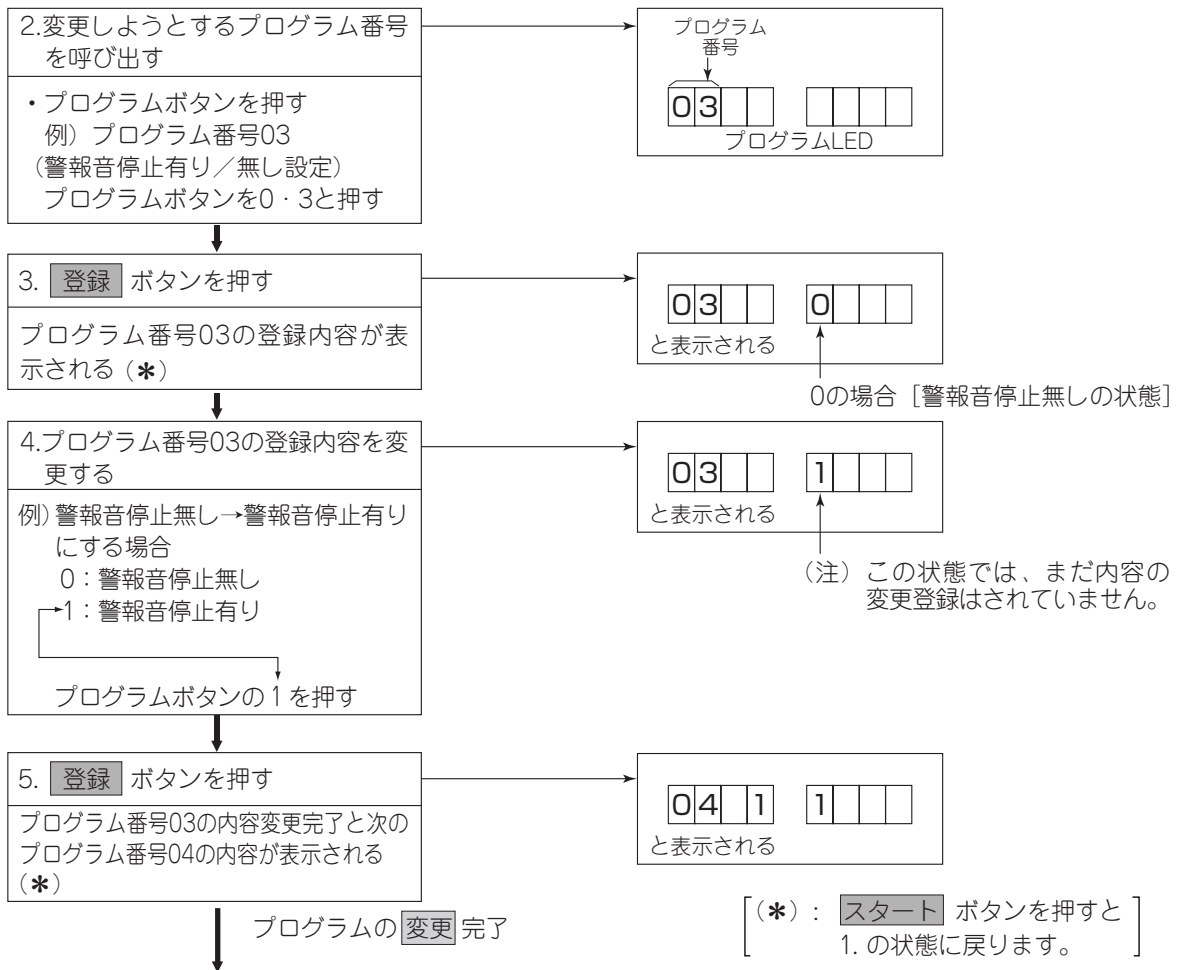 2.変更しようとするプログラム番号
を呼び出す
・プログラムボタンを押す
例）プログラム番号03
（警報音停止有り／無し設定）
プログラムボタンを0・3と押す
プログラム
番号
03
プログラムLED
3. 登録 ボタンを押す
プログラム番号03の登録内容が表
示される（＊）
03 0
と表示される
0の場合［警報音停止無しの状態］
4.プログラム番号03の登録内容を変
更する
例）警報音停止無し→警報音停止有り
にする場合
0：警報音停止無し
1：警報音停止有り
プログラムボタンの1を押す
03 1
と表示される
（注）この状態では、まだ内容の
変更登録はされていません。
5. 登録 ボタンを押す
プログラム番号03の内容変更完了と次の
プログラム番号04の内容が表示される
（＊）
04 1 1
と表示される
プログラムの 変更 完了
（＊）： スタート ボタンを押すと
1. の状態に戻ります。